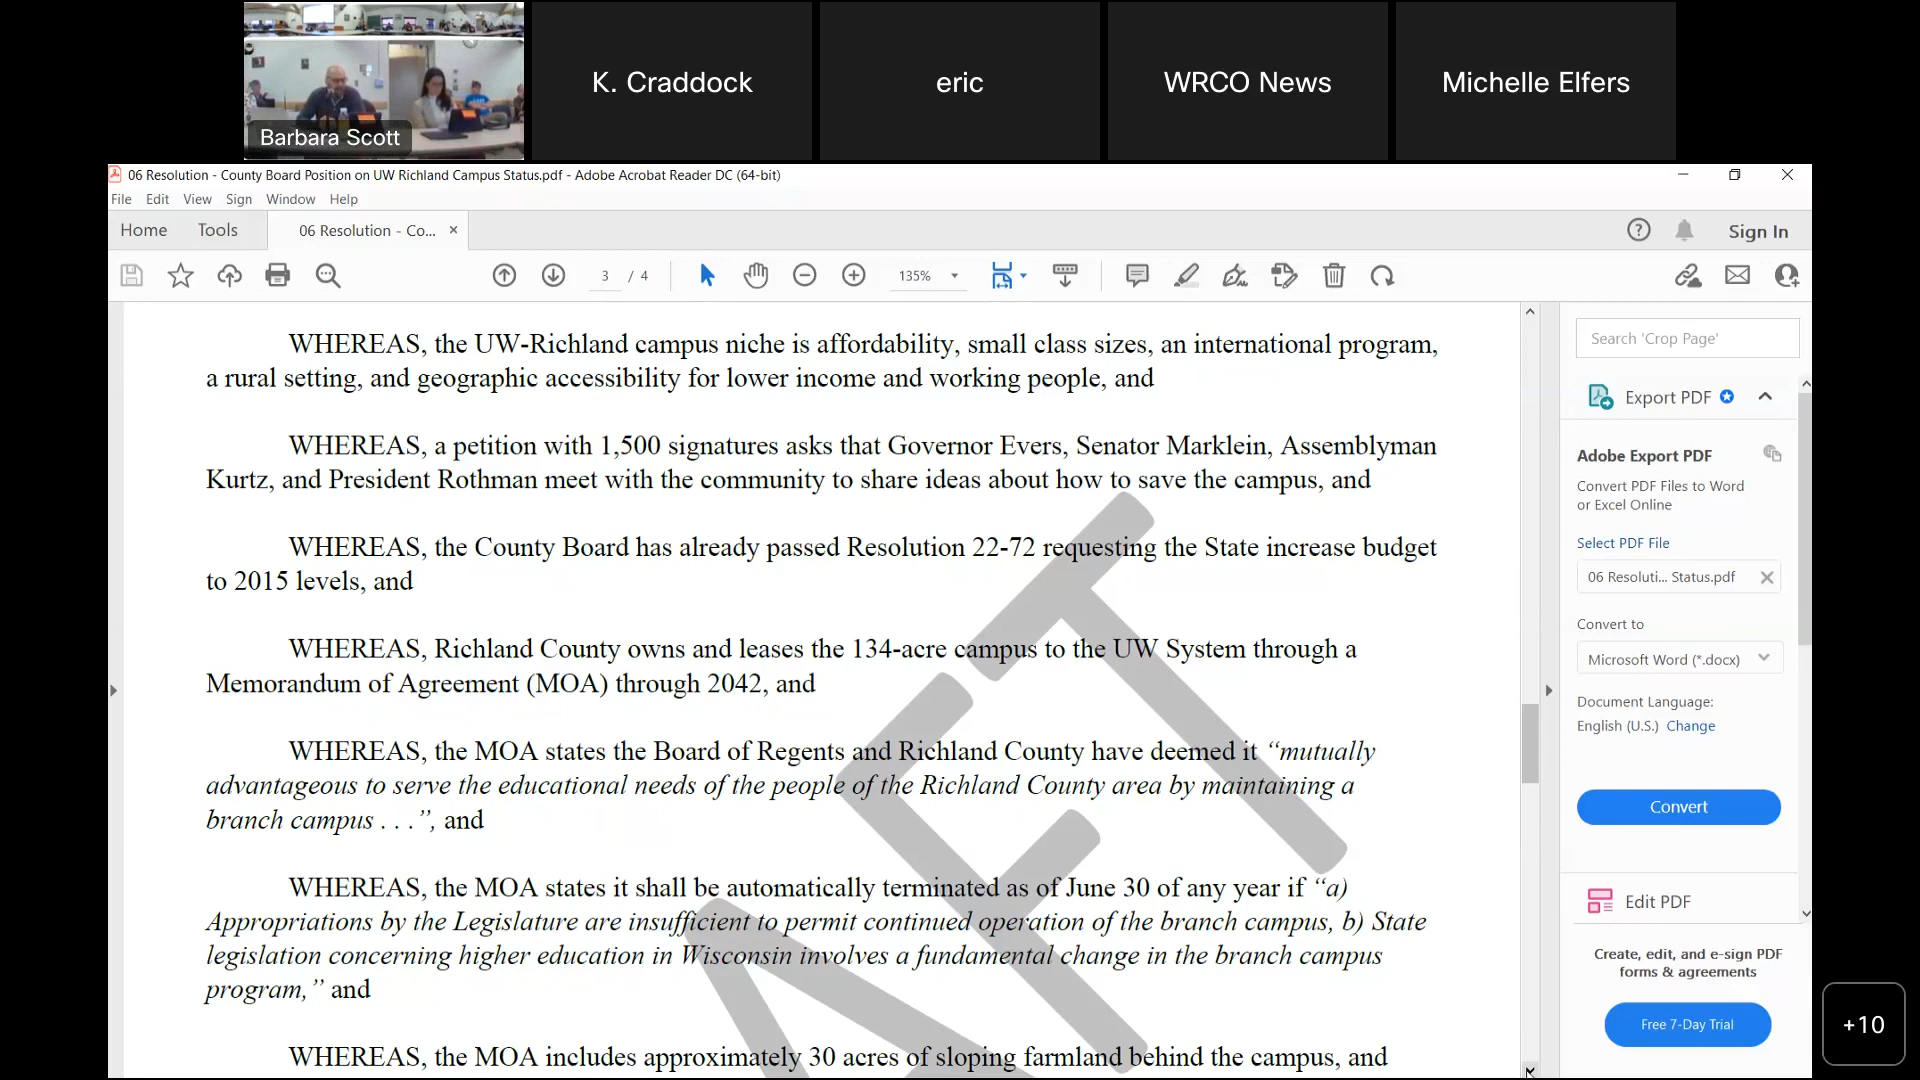 K. Craddock
eric
WRCO News
Michelle Elfers
Barbara Scott
06 Resolution - County Board Position on UW Richland Campus Status.pdf - Adobe Acrobat Reader DC (64-bit)
File Edit View Sign Window Help
Home Tools 06 Resolution - Co... × Sign In
3 / 4 135%
WHEREAS, the UW-Richland campus niche is affordability, small class sizes, an international program,
a rural setting, and geographic accessibility for lower income and working people, and
WHEREAS, a petition with 1,500 signatures asks that Governor Evers, Senator Marklein, Assemblyman
Kurtz, and President Rothman meet with the community to share ideas about how to save the campus, and
WHEREAS, the County Board has already passed Resolution 22-72 requesting the State increase budget
to 2015 levels, and
WHEREAS, Richland County owns and leases the 134-acre campus to the UW System through a
Memorandum of Agreement (MOA) through 2042, and
WHEREAS, the MOA states the Board of Regents and Richland County have deemed it “mutually
advantageous to serve the educational needs of the people of the Richland County area by maintaining a
branch campus . . .”, and
WHEREAS, the MOA states it shall be automatically terminated as of June 30 of any year if “a)
Appropriations by the Legislature are insufficient to permit continued operation of the branch campus, b) State
legislation concerning higher education in Wisconsin involves a fundamental change in the branch campus
program,” and
WHEREAS, the MOA includes approximately 30 acres of sloping farmland behind the campus, and
AFT
Search 'Crop Page'
Export PDF
Adobe Export PDF
Convert PDF Files to Word
or Excel Online
Select PDF File
06 Resoluti... Status.pdf
Convert to
Microsoft Word (*.docx)
Document Language:
English (U.S.) Change
Convert
Edit PDF
Create, edit, and e-sign PDF
forms & agreements
Free 7-Day Trial
+10